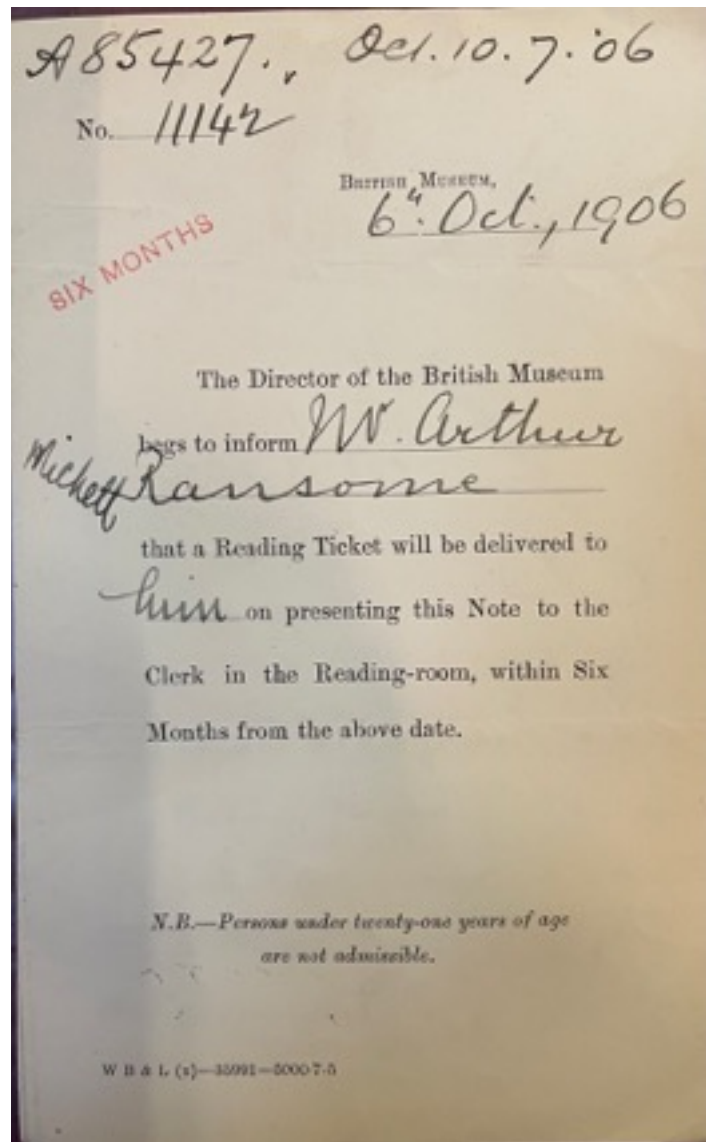 A85427. Oct. 10. 7. '06
No. 11142
BRITISH MUSEUM,
6th. Oct., 1906
SIX MONTHS
The Director of the British Museum
begs to inform Mr. Arthur
Michell Ransome
that a Reading Ticket will be delivered to
him on presenting this Note to the
Clerk in the Reading-room, within Six
Months from the above date.
N.B.—Persons under twenty-one years of age
are not admissible.
W B & L (s)—35991—5000-7-5